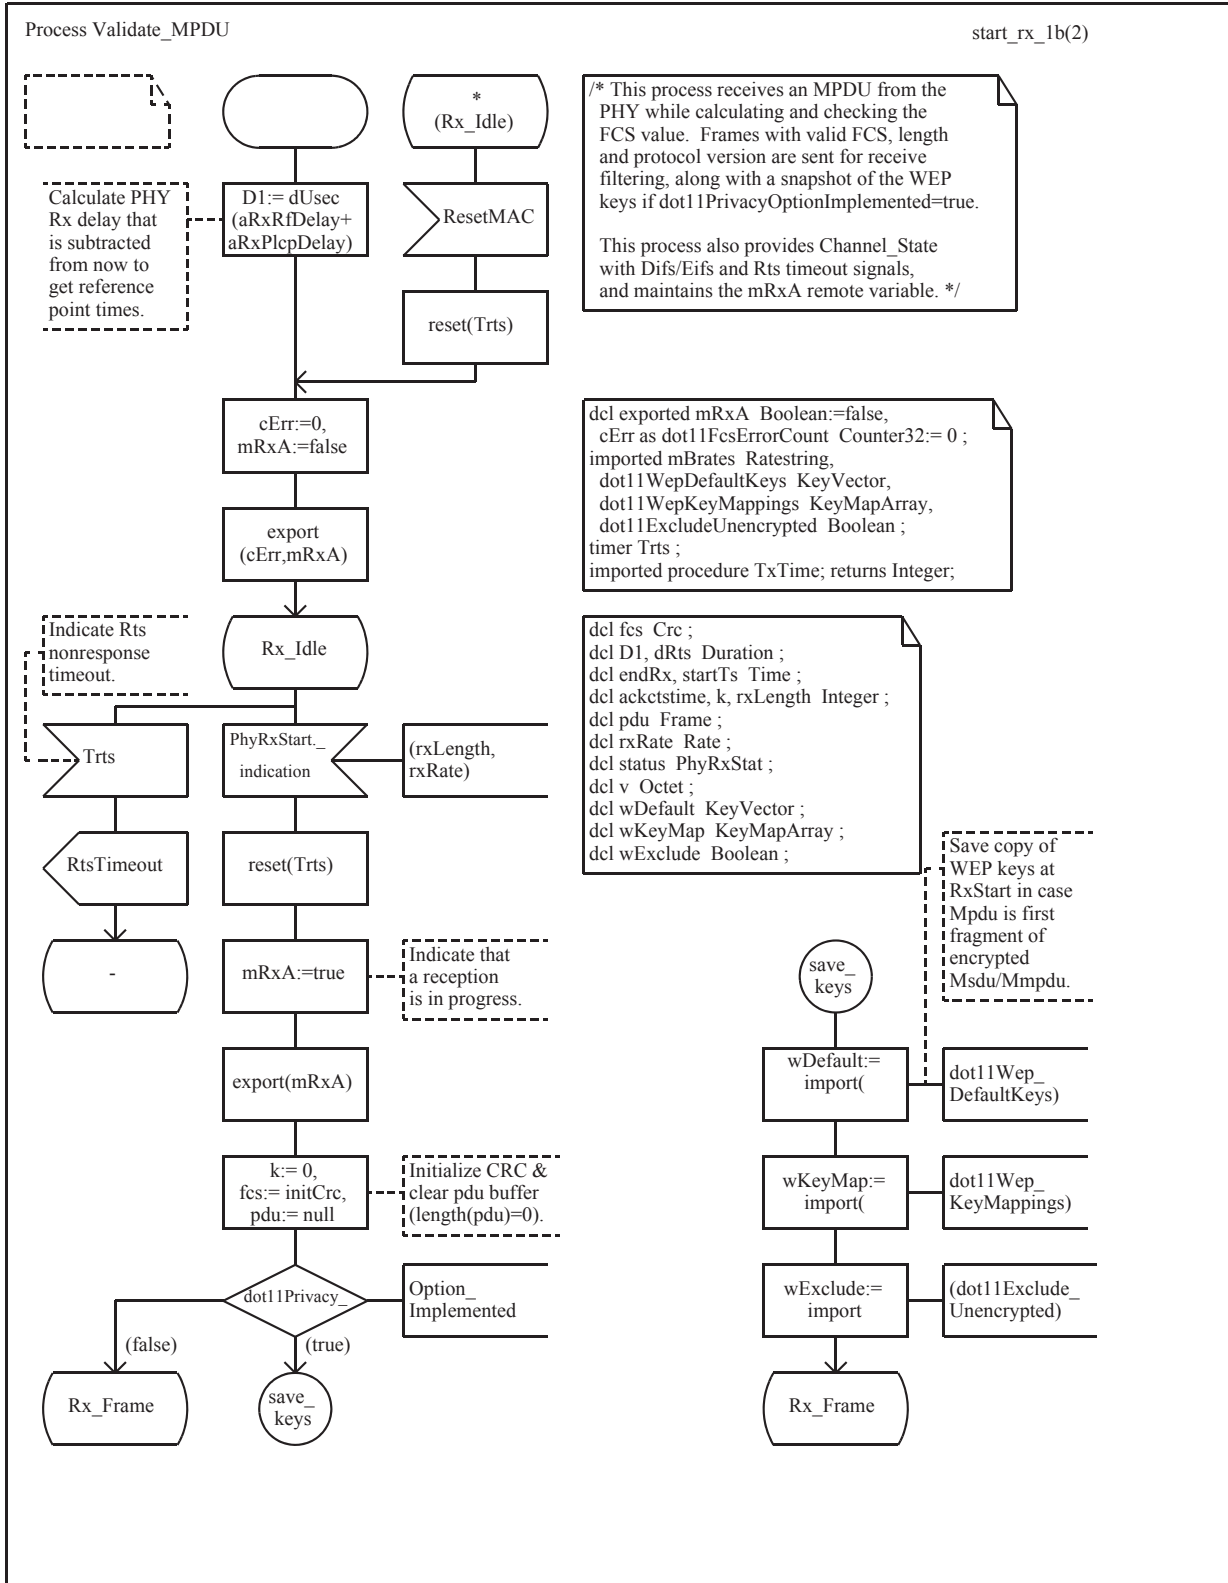 Process Validate_MPDU
start_rx_1b(2)
*
(Rx_Idle)
/* This process receives an MPDU from the
PHY while calculating and checking the
FCS value.  Frames with valid FCS, length
and protocol version are sent for receive
filtering, along with a snapshot of the WEP
keys if dot11PrivacyOptionImplemented=true.
This process also provides Channel_State
with Difs/Eifs and Rts timeout signals,
and maintains the mRxA remote variable. */
Calculate PHY
Rx delay that
is subtracted
from now to
get reference
point times.
D1:= dUsec
(aRxRfDelay+
aRxPlcpDelay)
ResetMAC
reset(Trts)
cErr:=0,
mRxA:=false
export
(cErr,mRxA)
dcl exported mRxA  Boolean:=false,
cErr as dot11FcsErrorCount  Counter32:= 0 ;
imported mBrates  Ratestring,
dot11WepDefaultKeys  KeyVector,
dot11WepKeyMappings  KeyMapArray,
dot11ExcludeUnencrypted  Boolean ;
timer Trts ;
imported procedure TxTime; returns Integer;
Indicate Rts
nonresponse
timeout.
Rx_Idle
dcl fcs  Crc ;
dcl D1, dRts  Duration ;
dcl endRx, startTs  Time ;
dcl ackctstime, k, rxLength  Integer ;
dcl pdu  Frame ;
dcl rxRate  Rate ;
dcl status  PhyRxStat ;
dcl v  Octet ;
dcl wDefault  KeyVector ;
dcl wKeyMap  KeyMapArray ;
dcl wExclude  Boolean ;
Trts
PhyRxStart._
indication
(rxLength,
rxRate)
RtsTimeout
reset(Trts)
-
mRxA:=true
Indicate that
a reception
is in progress.
export(mRxA)
k:= 0,
fcs:= initCrc,
pdu:= null
Initialize CRC &
clear pdu buffer
(length(pdu)=0).
dot11Privacy_
Option_
Implemented
(false)
(true)
Rx_Frame
save_
keys
Save copy of
WEP keys at
RxStart in case
Mpdu is first
fragment of
encrypted
Msdu/Mmpdu.
save_
keys
wDefault:=
import(
dot11Wep_
DefaultKeys)
wKeyMap:=
import(
dot11Wep_
KeyMappings)
wExclude:=
import
(dot11Exclude_
Unencrypted)
Rx_Frame